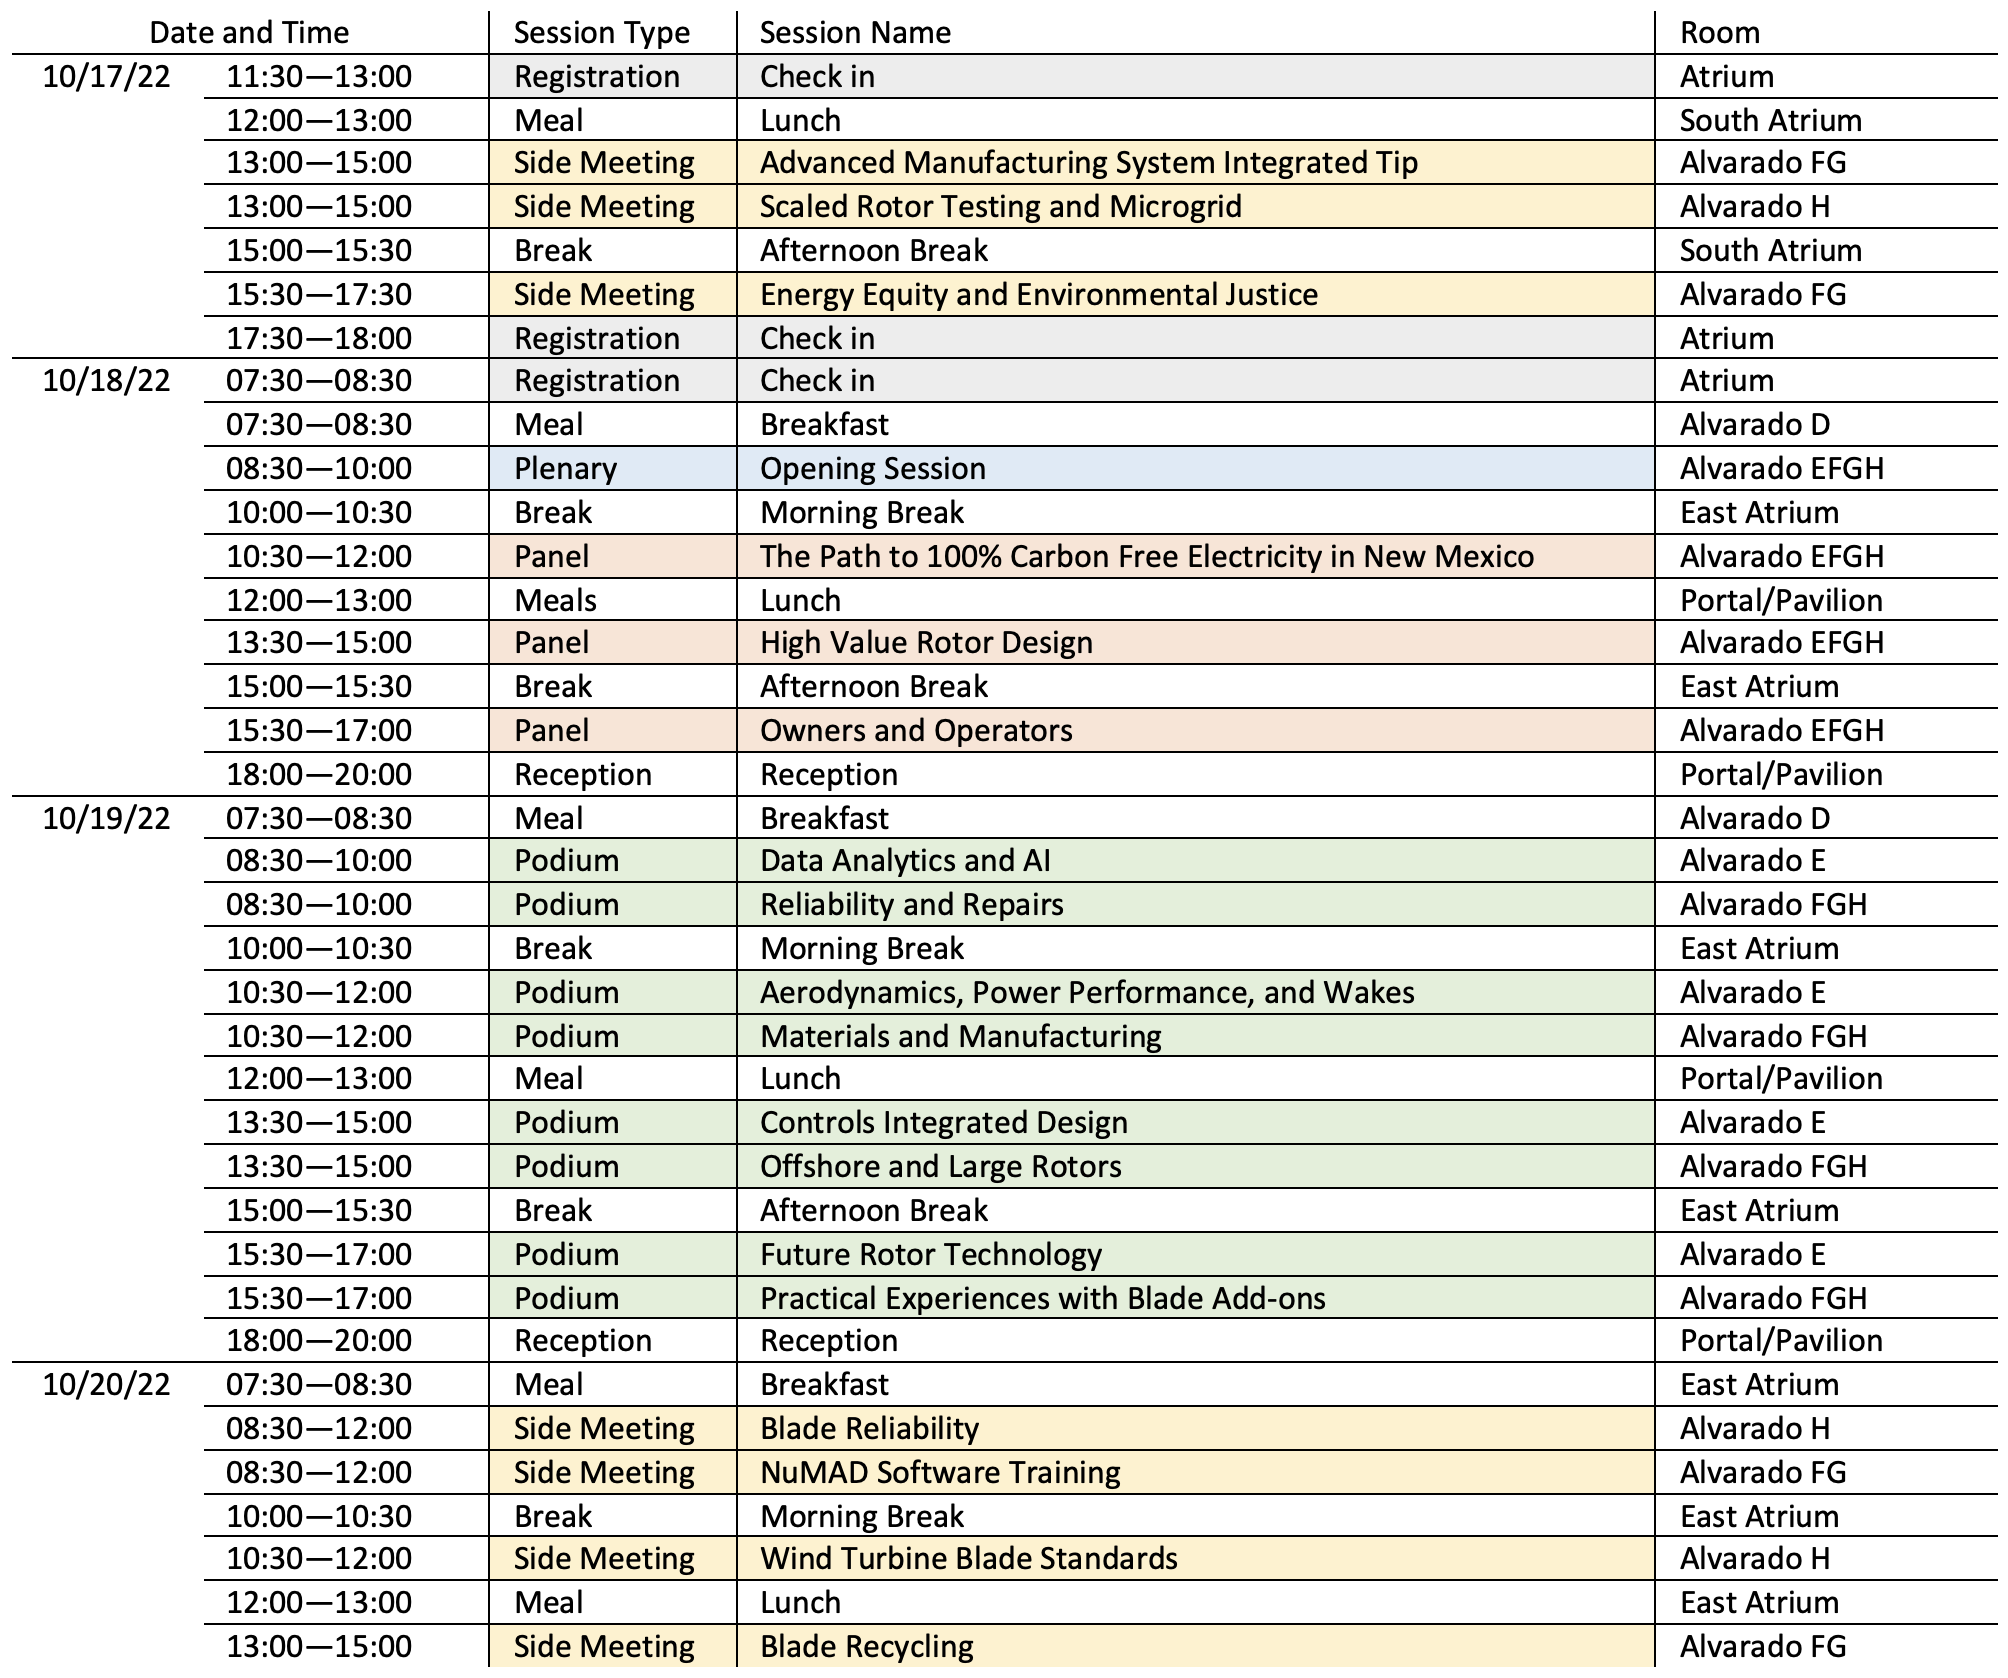 Date and Time Session Type Session Name Room
10/17/22 11:30—13:00 Registration Check in Atrium
12:00—13:00 Meal Lunch South Atrium
13:00—15:00 Side Meeting Advanced Manufacturing System Integrated Tip Alvarado FG
13:00—15:00 Side Meeting Scaled Rotor Testing and Microgrid Alvarado H
15:00—15:30 Break Afternoon Break South Atrium
15:30—17:30 Side Meeting Energy Equity and Environmental Justice Alvarado FG
17:30—18:00 Registration Check in Atrium
10/18/22 07:30—08:30 Registration Check in Atrium
07:30—08:30 Meal Breakfast Alvarado D
08:30—10:00 Plenary Opening Session Alvarado EFGH
10:00—10:30 Break Morning Break East Atrium
10:30—12:00 Panel The Path to 100% Carbon Free Electricity in New Mexico Alvarado EFGH
12:00—13:00 Meals Lunch Portal/Pavilion
13:30—15:00 Panel High Value Rotor Design Alvarado EFGH
15:00—15:30 Break Afternoon Break East Atrium
15:30—17:00 Panel Owners and Operators Alvarado EFGH
18:00—20:00 Reception Reception Portal/Pavilion
10/19/22 07:30—08:30 Meal Breakfast Alvarado D
08:30—10:00 Podium Data Analytics and AI Alvarado E
08:30—10:00 Podium Reliability and Repairs Alvarado FGH
10:00—10:30 Break Morning Break East Atrium
10:30—12:00 Podium Aerodynamics, Power Performance, and Wakes Alvarado E
10:30—12:00 Podium Materials and Manufacturing Alvarado FGH
12:00—13:00 Meal Lunch Portal/Pavilion
13:30—15:00 Podium Controls Integrated Design Alvarado E
13:30—15:00 Podium Offshore and Large Rotors Alvarado FGH
15:00—15:30 Break Afternoon Break East Atrium
15:30—17:00 Podium Future Rotor Technology Alvarado E
15:30—17:00 Podium Practical Experiences with Blade Add-ons Alvarado FGH
18:00—20:00 Reception Reception Portal/Pavilion
10/20/22 07:30—08:30 Meal Breakfast East Atrium
08:30—12:00 Side Meeting Blade Reliability Alvarado H
08:30—12:00 Side Meeting NuMAD Software Training Alvarado FG
10:00—10:30 Break Morning Break East Atrium
10:30—12:00 Side Meeting Wind Turbine Blade Standards Alvarado H
12:00—13:00 Meal Lunch East Atrium
13:00—15:00 Side Meeting Blade Recycling Alvarado FG